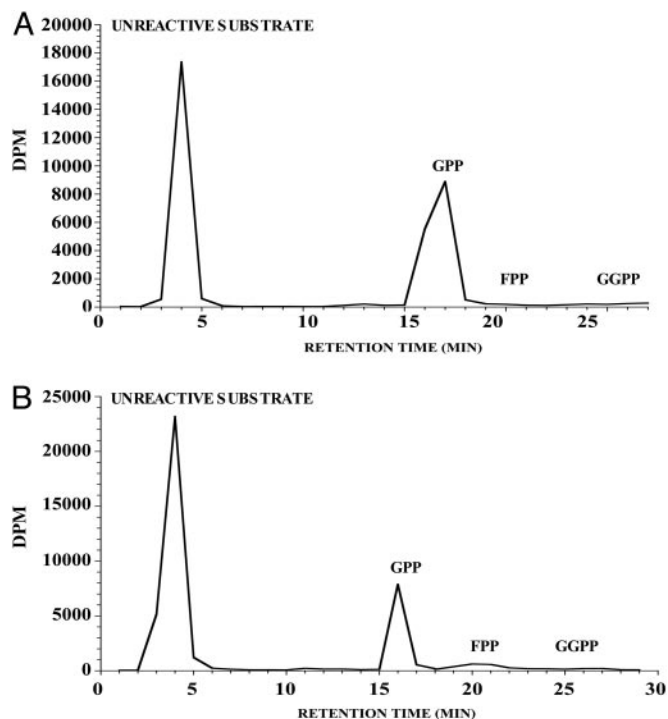 A
UNREACTIVE SUBSTRATE
20000
18000
16000
14000
12000
10000
8000
6000
4000
2000
0
DPM
GPP
FPP
GGPP
0 5 10 15 20 25
RETENTION TIME (MIN)
B
UNREACTIVE SUBSTRATE
25000
20000
15000
10000
5000
0
DPM
GPP
FPP
GGPP
0 5 10 15 20 25 30
RETENTION TIME (MIN)